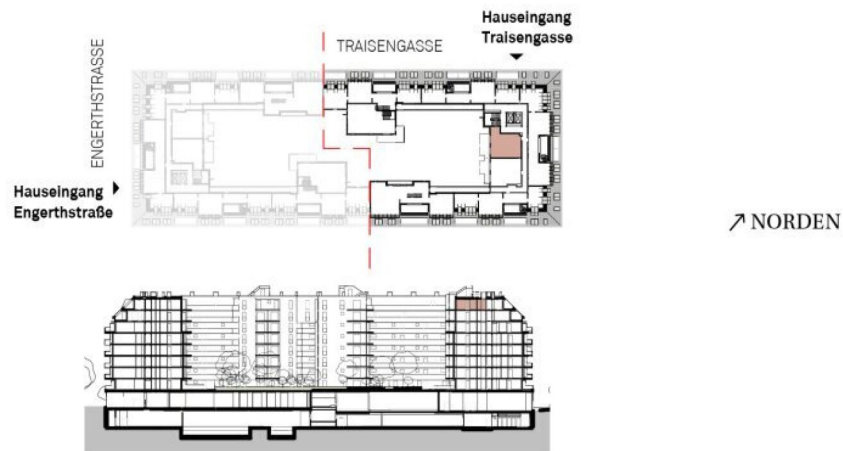 Hauseingang
Traisengasse
TRAISENGASSE
ENGERTHSTRASSE
Hauseingang
Engerthstraße
NORDEN